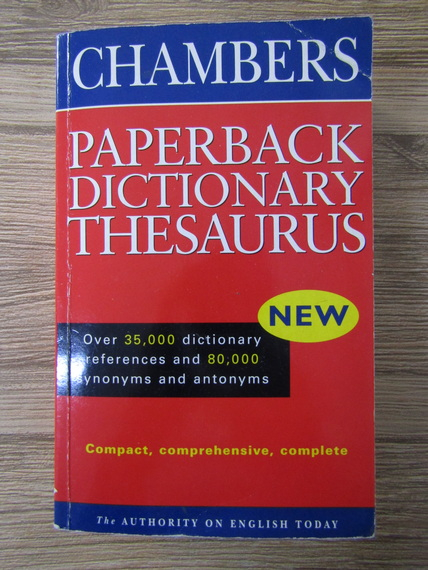 CHAMBERS
PAPERBACK
DICTIONARY
THESAURUS
NEW
Over 35,000 dictionary
references and 80,000
synonyms and antonyms
Compact, comprehensive, complete
The AUTHORITY ON ENGLISH TODAY